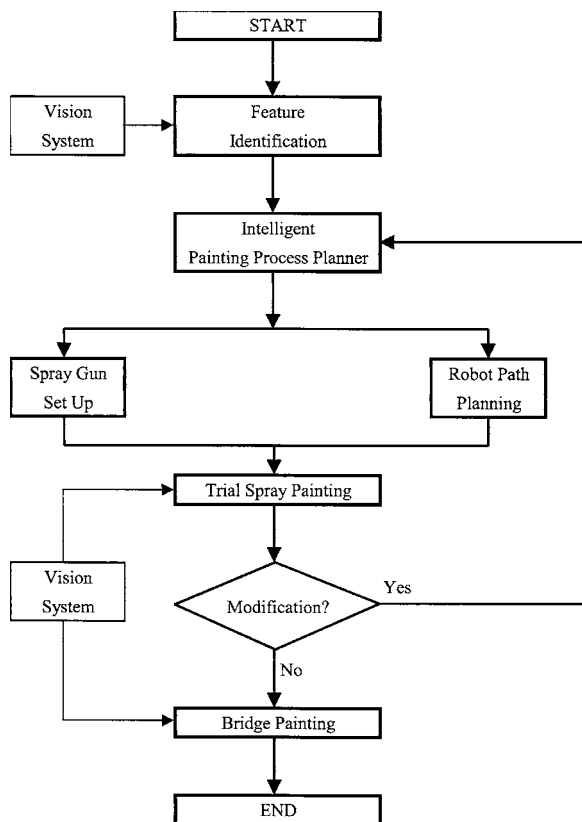 START
Vision
System
Feature
Identification
Intelligent
Painting Process Planner
Spray Gun
Set Up
Robot Path
Planning
Trial Spray Painting
Vision
System
Modification?
Yes
No
Bridge Painting
END